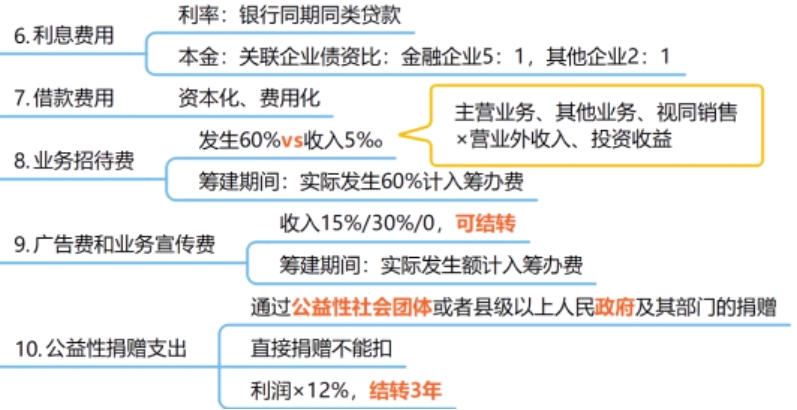 6.利息费用
利率：银行同期同类贷款
本金：关联企业债资比：金融企业5：1，其他企业2：1
7.借款费用
资本化、费用化
8.业务招待费
发生60%vs收入5‰
主营业务、其他业务、视同销售
×营业外收入、投资收益
筹建期间：实际发生60%计入筹办费
9.广告费和业务宣传费
收入15%/30%/0，可结转
筹建期间：实际发生额计入筹办费
10.公益性捐赠支出
通过公益性社会团体或者县级以上人民政府及其部门的捐赠
直接捐赠不能扣
利润×12%，结转3年